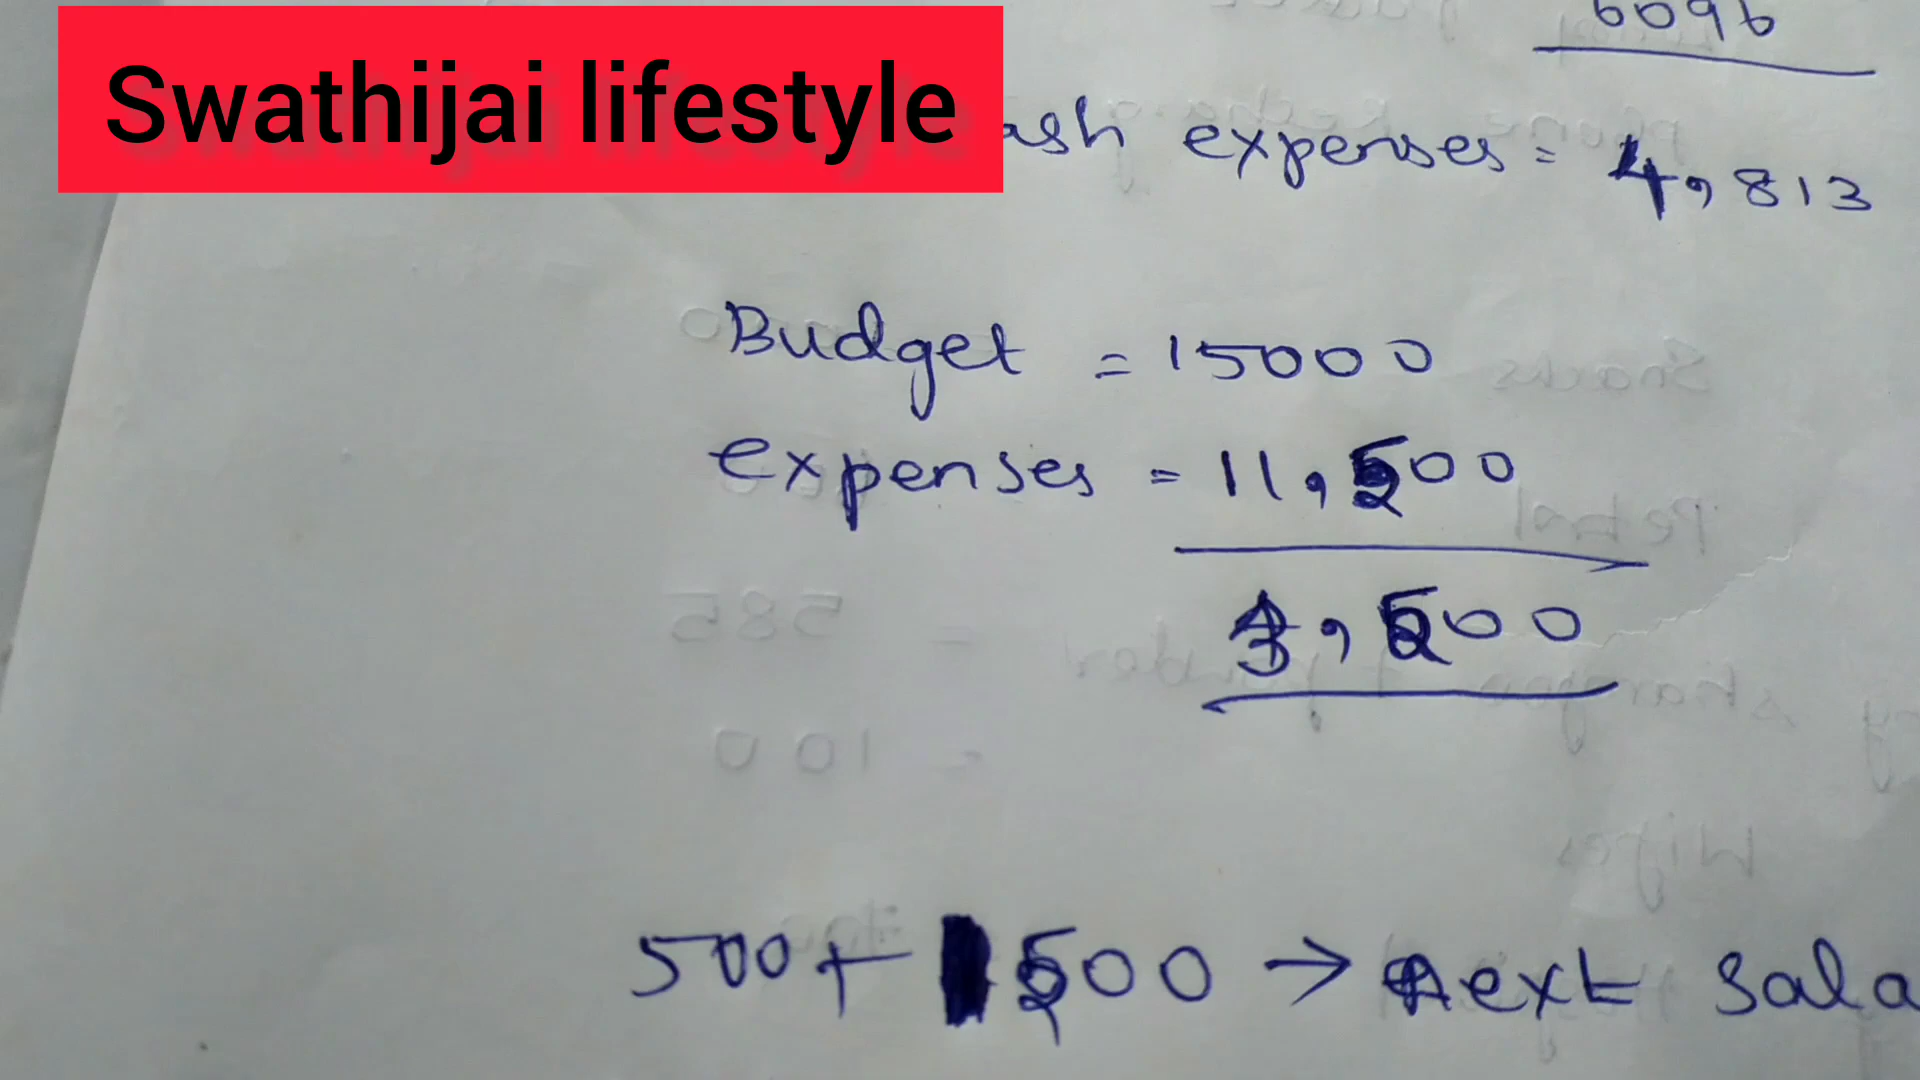 6096
Swathijai lifestyle
ash expenses = 4,813
Budget = 15000
expenses = 11,500
3,500
500+ 500 → next sala